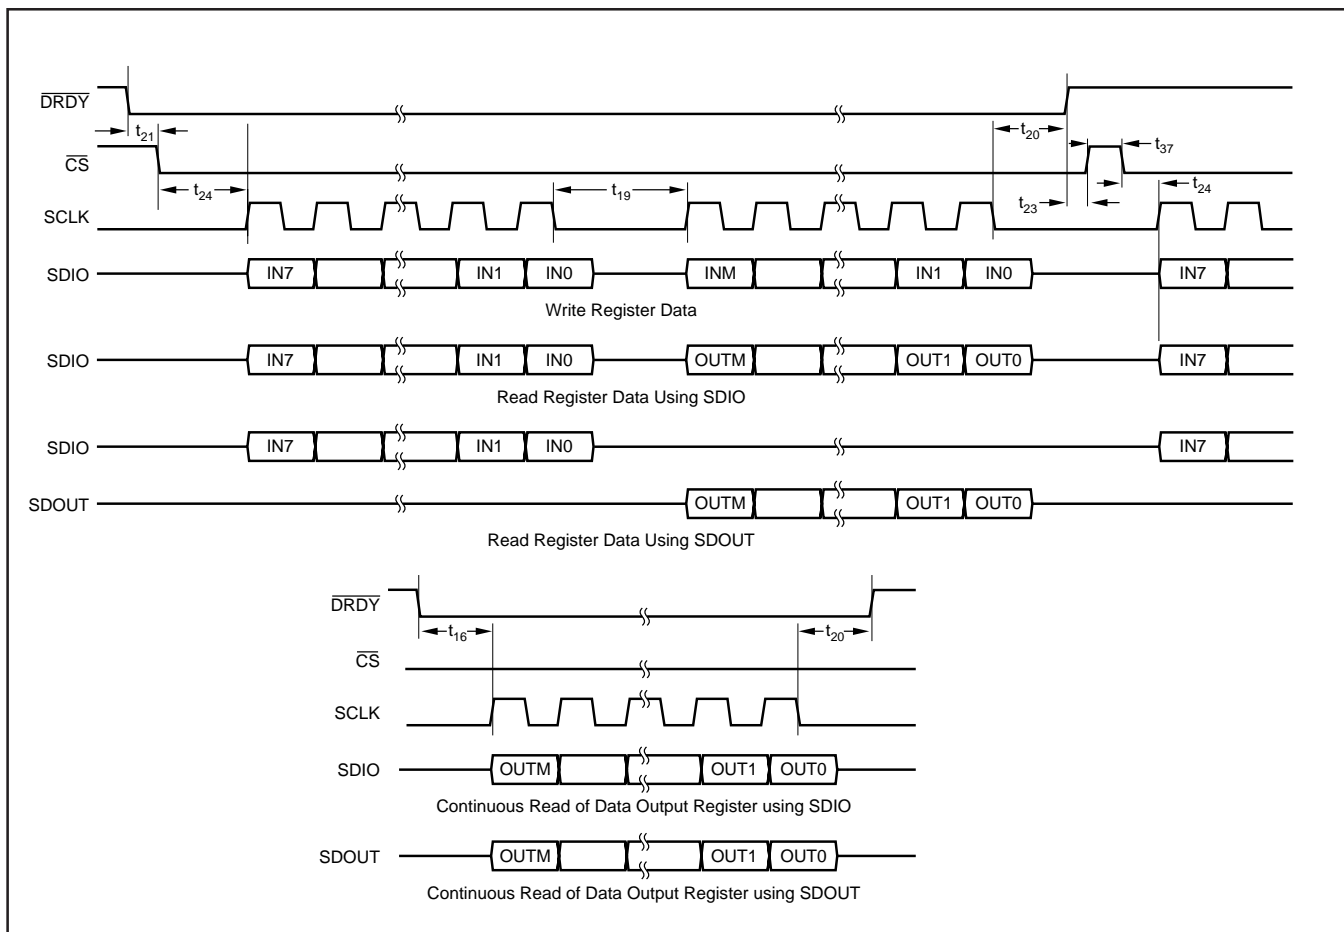 DRDY
t21
t20
CS
t37
t24
t19
t24
t23
SCLK
SDIO IN7 IN1 IN0 INM IN1 IN0 IN7
Write Register Data
SDIO IN7 IN1 IN0 OUTM OUT1 OUT0 IN7
Read Register Data Using SDIO
SDIO IN7 IN1 IN0 IN7
SDOUT OUTM OUT1 OUT0
Read Register Data Using SDOUT
DRDY
t16 t20
CS
SCLK
SDIO OUTM OUT1 OUT0
Continuous Read of Data Output Register using SDIO
SDOUT OUTM OUT1 OUT0
Continuous Read of Data Output Register using SDOUT